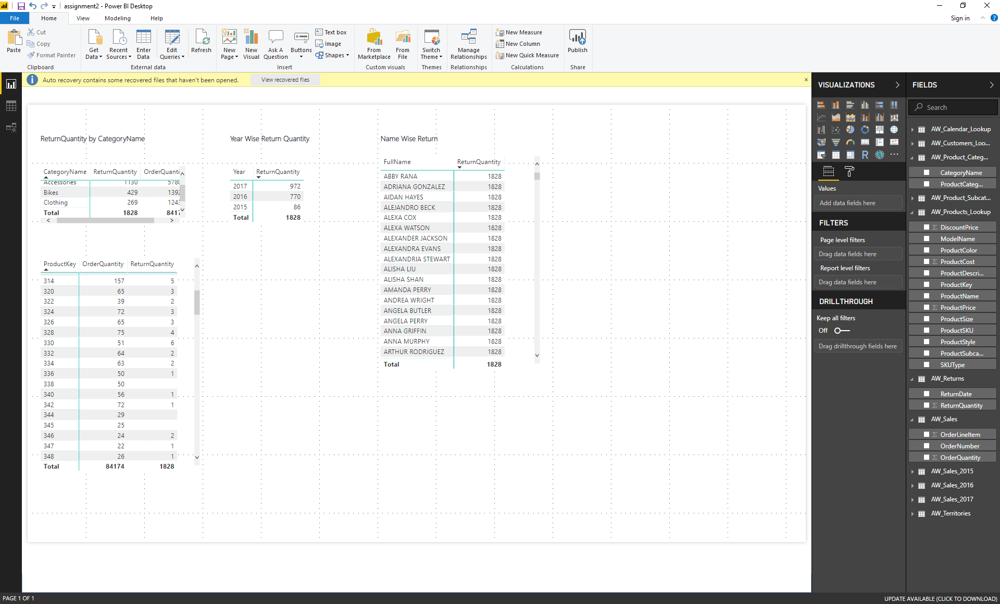 assignment2 - Power BI Desktop
File Home View Modeling Help Sign in
Paste Cut Copy Format Painter Clipboard
Get Data Recent Sources Enter Data Edit Queries External data
Refresh
New Page New Visual Ask A Question Buttons Text box Image Shapes Insert
From Marketplace From File Custom visuals
Switch Theme Themes
Manage Relationships Relationships
New Measure New Column New Quick Measure Calculations
Publish Share
Auto recovery contains some recovered files that haven't been opened. View recovered files
ReturnQuantity by CategoryName
CategoryName ReturnQuantity OrderQuanti
Accessories 1130 5780
Bikes 429 1392
Clothing 269 1243
Total 1828 8417
Year Wise Return Quantity
Year ReturnQuantity
2017 972
2016 770
2015 86
Total 1828
Name Wise Return
FullName ReturnQuantity
ABBY RANA 1828
ADRIANA GONZALEZ 1828
AIDAN HAYES 1828
ALEJANDRO BECK 1828
ALEXA COX 1828
ALEXA WATSON 1828
ALEXANDER JACKSON 1828
ALEXANDRA EVANS 1828
ALEXANDRIA STEWART 1828
ALISHA LIU 1828
ALISHA SHAN 1828
AMANDA PERRY 1828
ANDREA WRIGHT 1828
ANGELA BUTLER 1828
ANGELA PERRY 1828
ANNA GRIFFIN 1828
ANNA MURPHY 1828
ARTHUR RODRIGUEZ 1828
Total 1828
ProductKey OrderQuantity ReturnQuantity
314 157 5
320 65 3
322 39 2
324 72 3
326 65 3
328 75 4
330 51 6
332 64 2
334 63 2
336 50 1
338 50
340 56 1
342 72 1
344 29
345 25
346 24 2
347 22 1
348 26 1
Total 84174 1828
VISUALIZATIONS
R
Values
Add data fields here
FILTERS
Page level filters
Drag data fields here
Report level filters
Drag data fields here
DRILLTHROUGH
Keep all filters
Off
Drag drillthrough fields here
FIELDS
Search
AW_Calendar_Lookup
AW_Customers_Loo...
AW_Product_Categ...
CategoryName
ProductCateg...
AW_Product_Subcat...
AW_Products_Lookup
DiscountPrice
ModelName
ProductColor
ProductCost
ProductDescri...
ProductKey
ProductName
ProductPrice
ProductSize
ProductSKU
ProductStyle
ProductSubca...
SKUType
AW_Returns
ReturnDate
ReturnQuantity
AW_Sales
OrderLineItem
OrderNumber
OrderQuantity
AW_Sales_2015
AW_Sales_2016
AW_Sales_2017
AW_Territories
PAGE 1 OF 1
UPDATE AVAILABLE (CLICK TO DOWNLOAD)